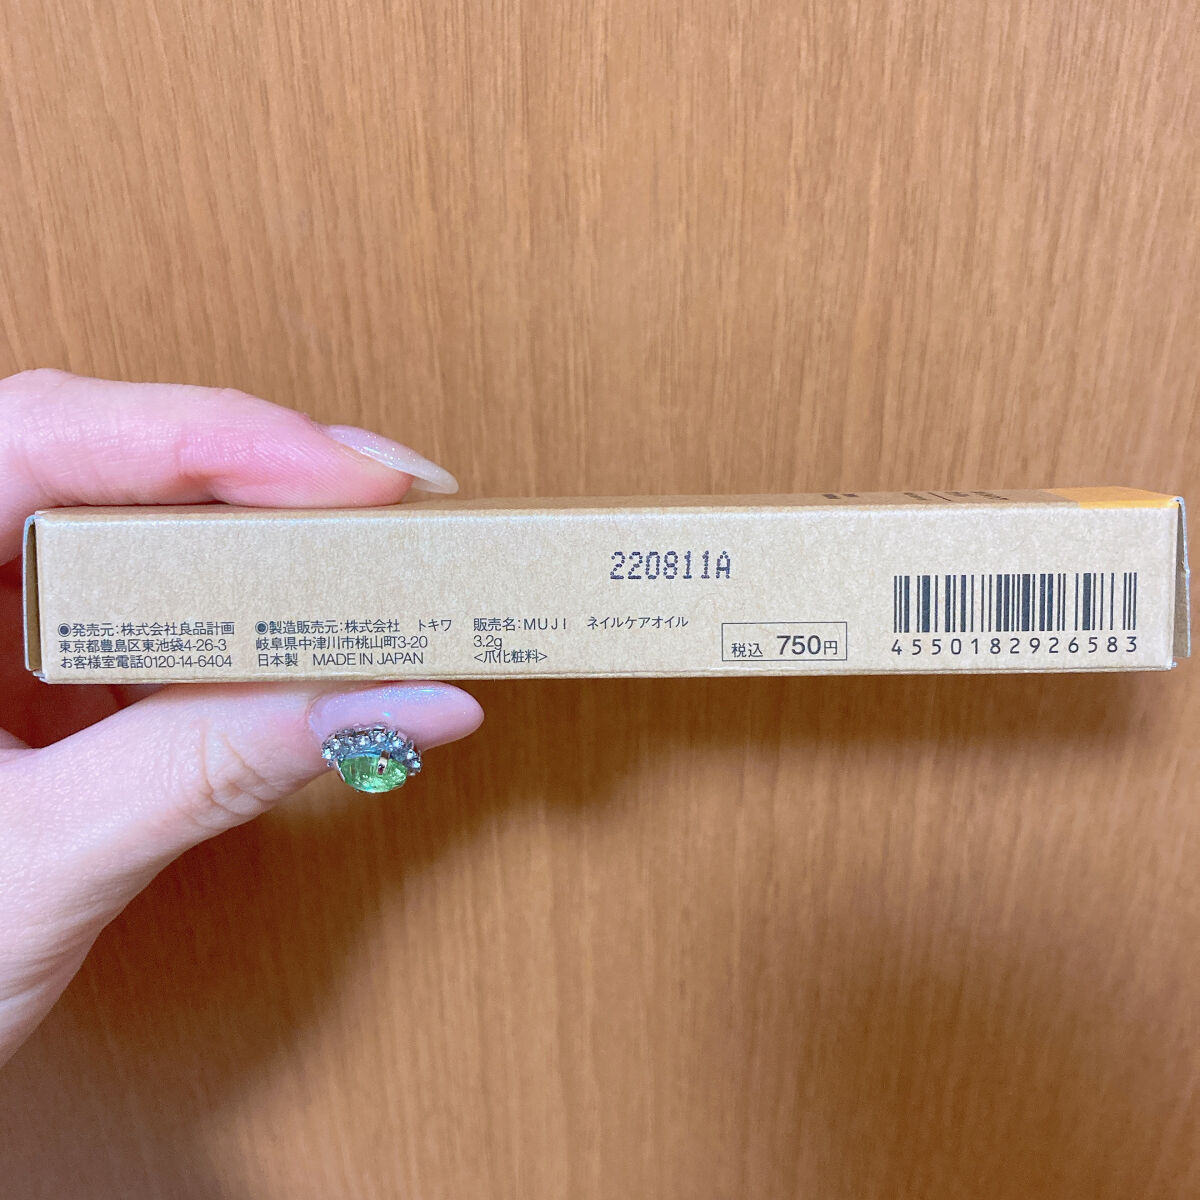 220811A
◉発売元:株式会社良品計画
東京都豊島区東池袋4-26-3
お客様室電話0120-14-6404
◉製造販売元:株式会社 トキワ
岐阜県中津川市桃山町3-20
日本製 MADE IN JAPAN
販売名:MUJI ネイルケアオイル
3.2g
<爪化粧料>
税込 750円
4550182926583